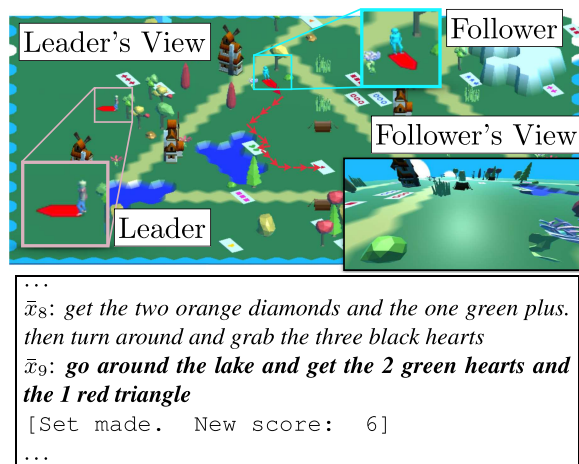 Leader's View
Follower
Follower's View
Leader
...
x̄₈: get the two orange diamonds and the one green plus.
then turn around and grab the three black hearts
x̄₉: go around the lake and get the 2 green hearts and
the 1 red triangle
[Set made. New score: 6]
...